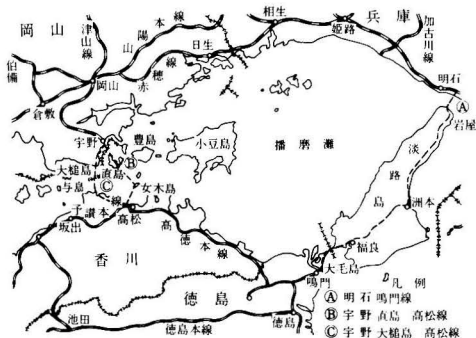 岡山
兵庫
津山線
山陽本線
相生
姫路
加古川線
伯備
日生
赤穂線
岡山
倉敷
明石
Ⓐ
岩屋
宇野
豊島
小豆島
播磨灘
淡路島
大槌島
直島
Ⓑ
与島
Ⓒ
女木島
洲本
予讃本線
高松
坂出
高徳本線
福良
香川
大毛島
鳴門
徳島
池田
徳島本線
徳島
凡例
Ⓐ 明石 鳴門線
Ⓑ 宇野 直島 高松線
Ⓒ 宇野 大槌島 高松線